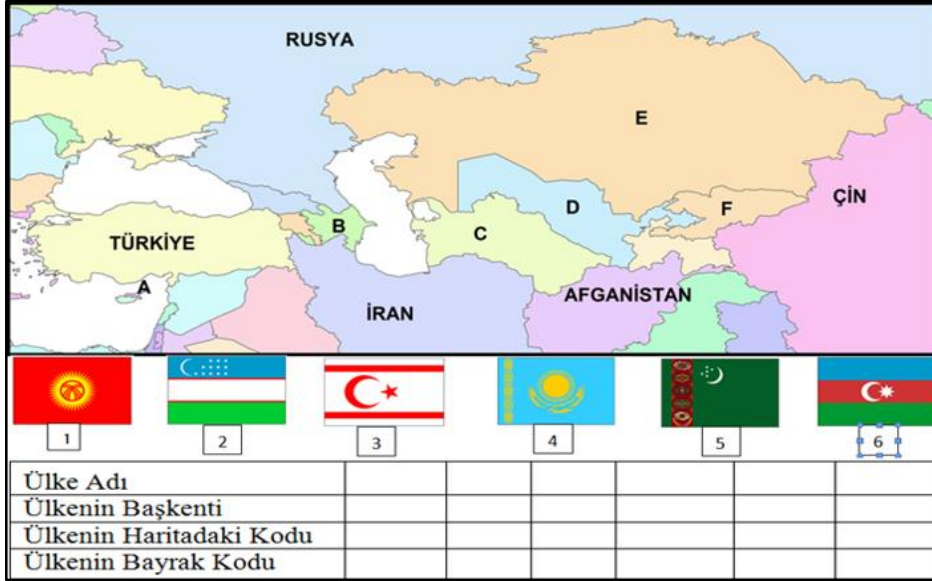 RUSYA
E
ÇİN
D
F
B
C
TÜRKİYE
A
AFGANİSTAN
İRAN
1
2
3
4
5
6
Ülke Adı
Ülkenin Başkenti
Ülkenin Haritadaki Kodu
Ülkenin Bayrak Kodu